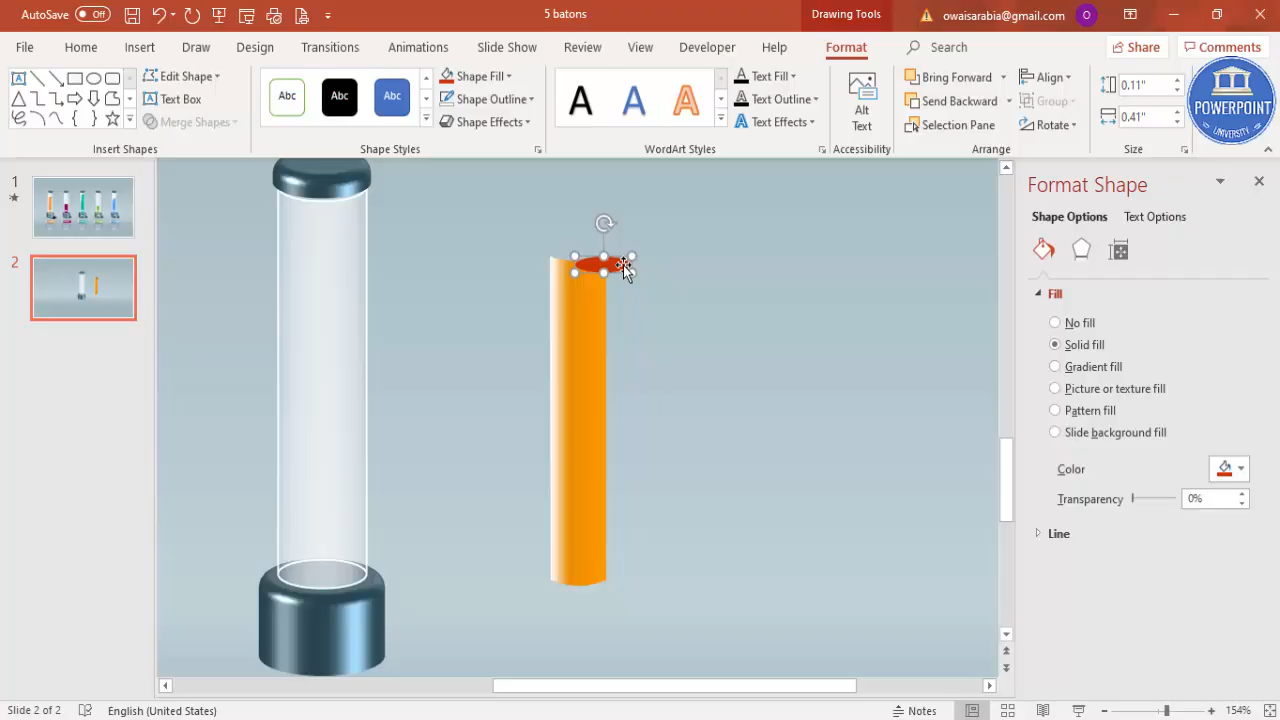 AutoSave Off
5 batons
Drawing Tools
owaisarabia@gmail.com
O
File Home Insert Draw Design Transitions Animations Slide Show Review View Developer Help Format Search Share Comments
Edit Shape
Text Box
Merge Shapes
Insert Shapes
Abc Abc Abc
Shape Fill
Shape Outline
Shape Effects
Shape Styles
A A A
Text Fill
Text Outline
Text Effects
WordArt Styles
Alt
Text
Accessibility
Bring Forward
Send Backward
Selection Pane
Align
Group
Rotate
Arrange
0.11"
0.41"
Size
POWERPOINT
UNIVERSITY
1
2
Format Shape
Shape Options Text Options
Fill
No fill
Solid fill
Gradient fill
Picture or texture fill
Pattern fill
Slide background fill
Color
Transparency 0%
Line
Slide 2 of 2 English (United States) Notes 154%